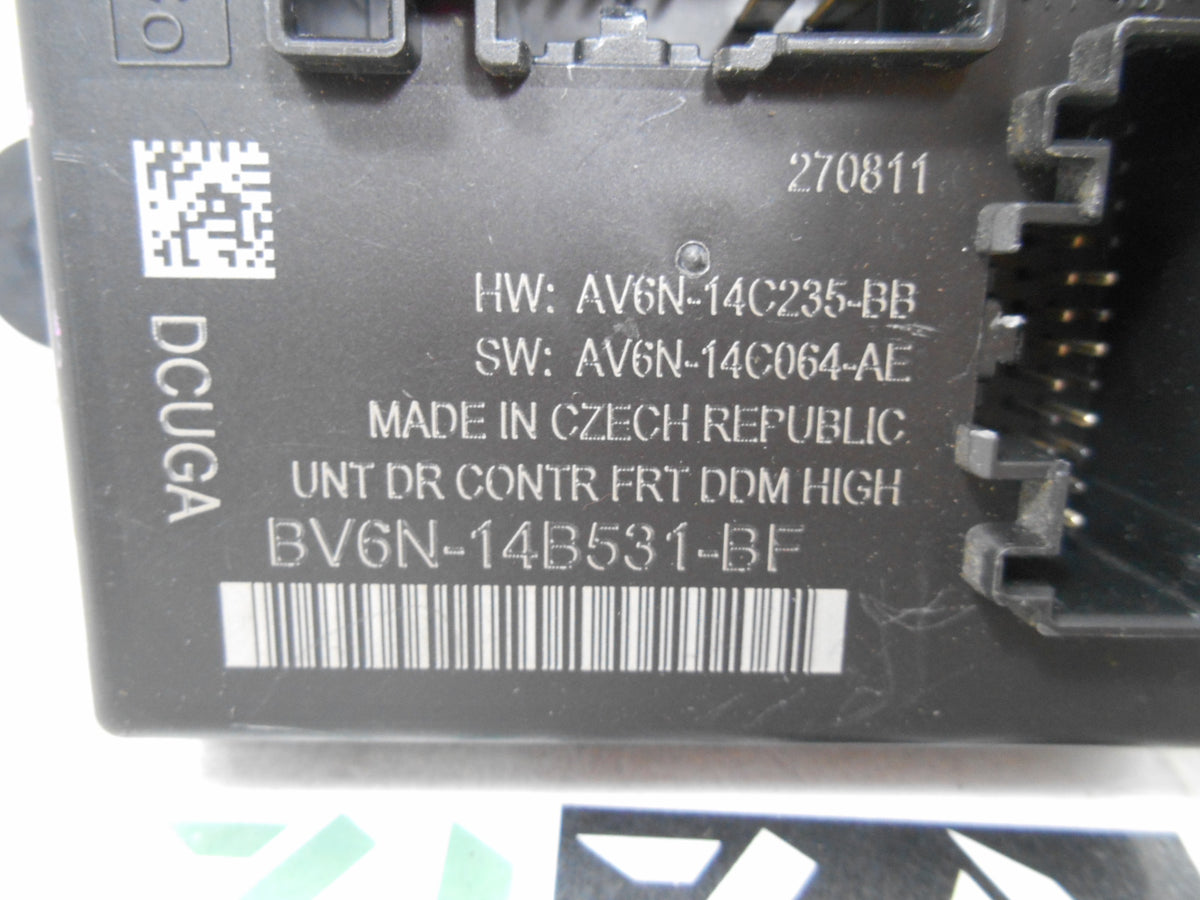 270811
HW: AV6N-14C235-BB
SW: AV6N-14C064-AE
MADE IN CZECH REPUBLIC
UNT DR CONTR FRT DDM HIGH
BV6N-14B531-BF
DCUGA